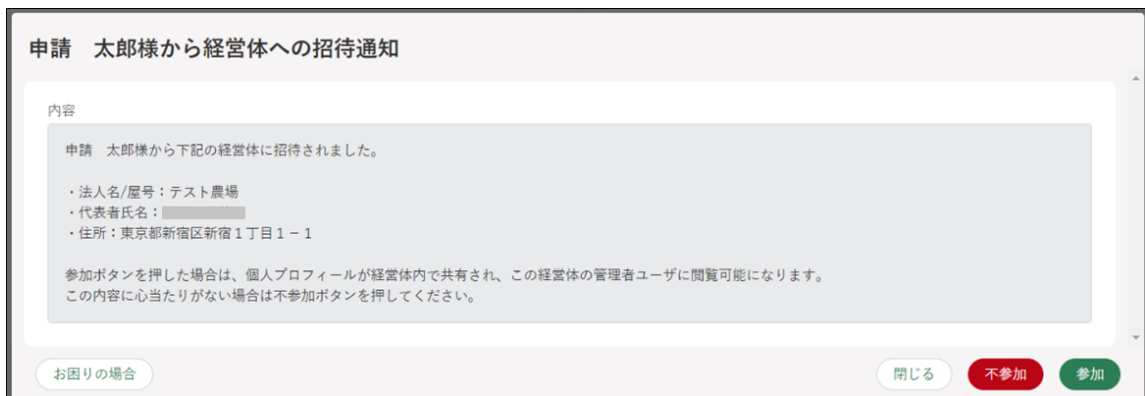 申請　太郎様から経営体への招待通知
内容
申請　太郎様から下記の経営体に招待されました。
・法人名/屋号：テスト農場
・代表者氏名：
・住所：東京都新宿区新宿１丁目１－１
参加ボタンを押した場合は、個人プロフィールが経営体内で共有され、この経営体の管理者ユーザに閲覧可能になります。
この内容に心当たりがない場合は不参加ボタンを押してください。
お困りの場合
閉じる
不参加
参加